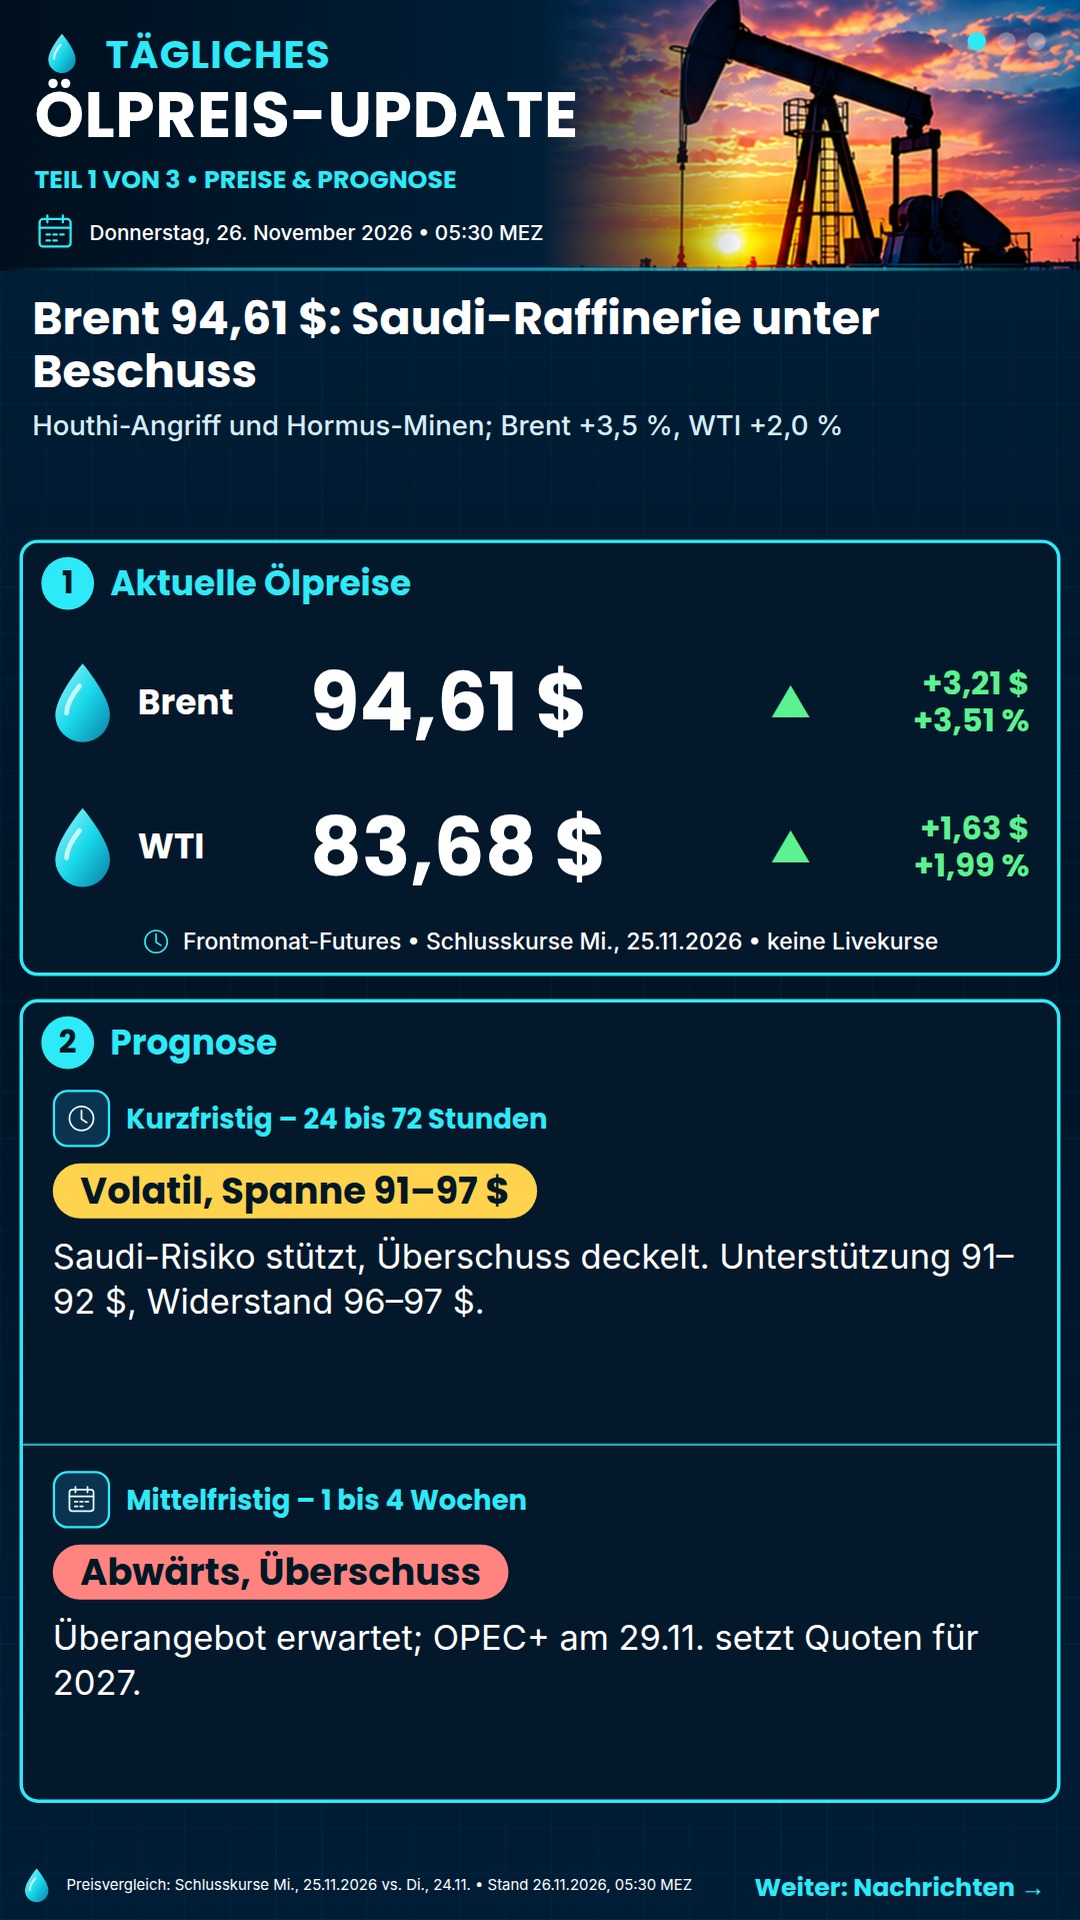 TÄGLICHES
ÖLPREIS-UPDATE
TEIL 1 VON 3 • PREISE & PROGNOSE
Donnerstag, 26. November 2026 • 05:30 MEZ
Brent 94,61 $: Saudi-Raffinerie unter
Beschuss
Houthi-Angriff und Hormus-Minen; Brent +3,5 %, WTI +2,0 %
1 Aktuelle Ölpreise
Brent 94,61 $ ▲ +3,21 $
+3,51 %
WTI 83,68 $ ▲ +1,63 $
+1,99 %
Frontmonat-Futures • Schlusskurse Mi., 25.11.2026 • keine Livekurse
2 Prognose
Kurzfristig – 24 bis 72 Stunden
Volatil, Spanne 91–97 $
Saudi-Risiko stützt, Überschuss deckelt. Unterstützung 91–
92 $, Widerstand 96–97 $.
Mittelfristig – 1 bis 4 Wochen
Abwärts, Überschuss
Überangebot erwartet; OPEC+ am 29.11. setzt Quoten für
2027.
Preisvergleich: Schlusskurse Mi., 25.11.2026 vs. Di., 24.11. • Stand 26.11.2026, 05:30 MEZ
Weiter: Nachrichten →